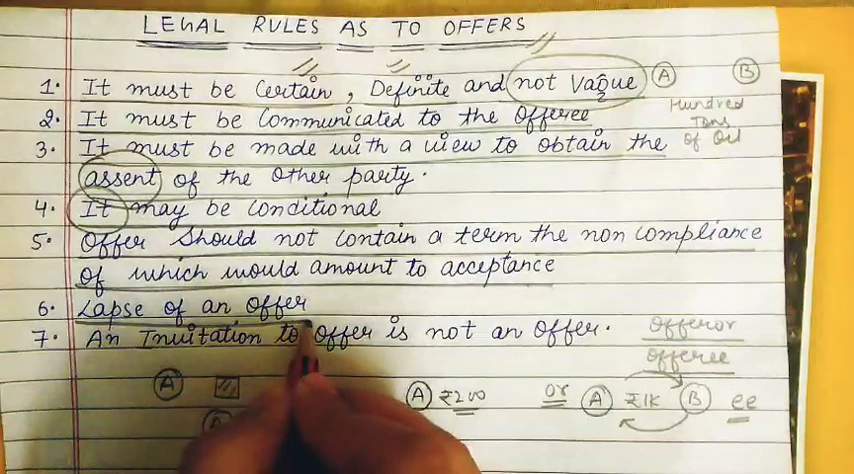 LEGAL RULES AS TO OFFERS
1. It must be Certain, Definite and not Vague A B
2. It must be Communicated to the Offeree Hundred
Tons
3. It must be made with a view to obtain the of Oil
assent of the Other party.
4. It may be Conditional
5. Offer Should not Contain a term the non compliance
of which would amount to acceptance
6. Lapse of an offer
7. An Invitation to Offer is not an Offer. Offeror
Offeree
A A ₹200 Or A ₹1K B ee
A